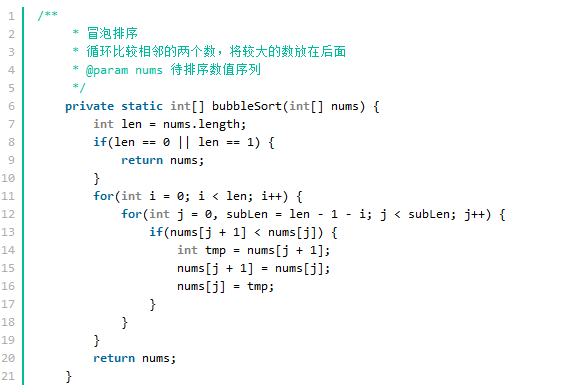 1 /**
2 * 冒泡排序
3 * 循环比较相邻的两个数，将较大的数放在后面
4 * @param nums 待排序数值序列
5 */
6 private static int[] bubbleSort(int[] nums) {
7 int len = nums.length;
8 if(len == 0 || len == 1) {
9 return nums;
10 }
11 for(int i = 0; i < len; i++) {
12 for(int j = 0, subLen = len - 1 - i; j < subLen; j++) {
13 if(nums[j + 1] < nums[j]) {
14 int tmp = nums[j + 1];
15 nums[j + 1] = nums[j];
16 nums[j] = tmp;
17 }
18 }
19 }
20 return nums;
21 }